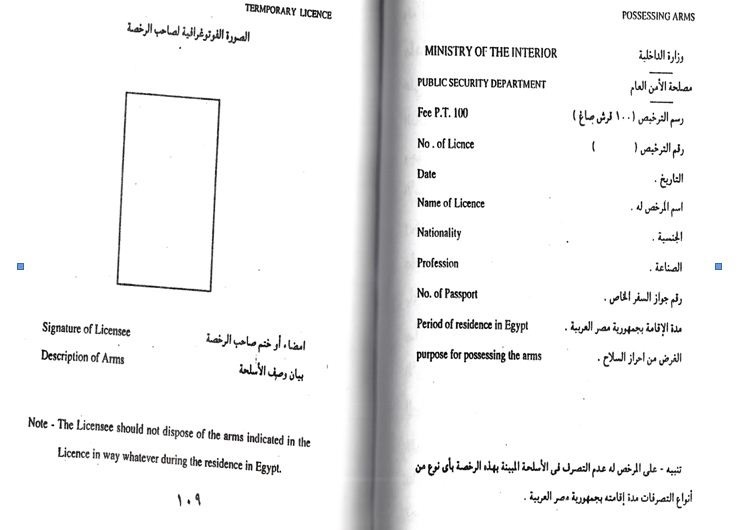 TERMPORARY LICENCE
الصورة الفوتوغرافية لصاحب الرخصة
Signature of Licensee امضاء أو ختم صاحب الرخصة
Description of Arms بيان وصف الأسلحة
Note - The Licensee should not dispose of the arms indicated in the
Licence in way whatever during the residence in Egypt.
١٠٩
POSSESSING ARMS
MINISTRY OF THE INTERIOR وزارة الداخلية
PUBLIC SECURITY DEPARTMENT مصلحة الأمن العام
Fee P.T. 100 رسم الترخيص (١٠٠ قرش صاغ)
No . of Licnce رقم الترخيص ( )
Date التاريخ .
Name of Licence اسم المرخص له .
Nationality الجنسية .
Profession الصناعة .
No. of Passport رقم جواز السفر الخاص .
Period of residence in Egypt مدة الإقامة بجمهورية مصر العربية .
purpose for possessing the arms الغرض من احراز السلاح .
تنبيه - على المرخص له عدم التصرف فى الأسلحة المبينة بهذه الرخصة بأى نوع من
أنواع التصرفات مدة إقامته بجمهورية مصر العربية .